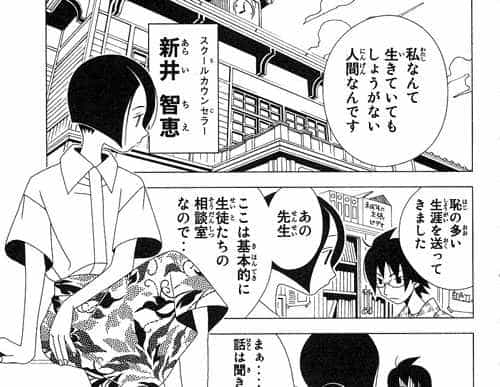 私なんて
生きていても
しょうがない
人間なんです
スクールカウンセラー
新井 智恵
恥の多い
生涯を送って
きました
あの
先生
ここは基本的に
生徒たちの
相談室
なので‥
まぁ‥‥
話は聞き